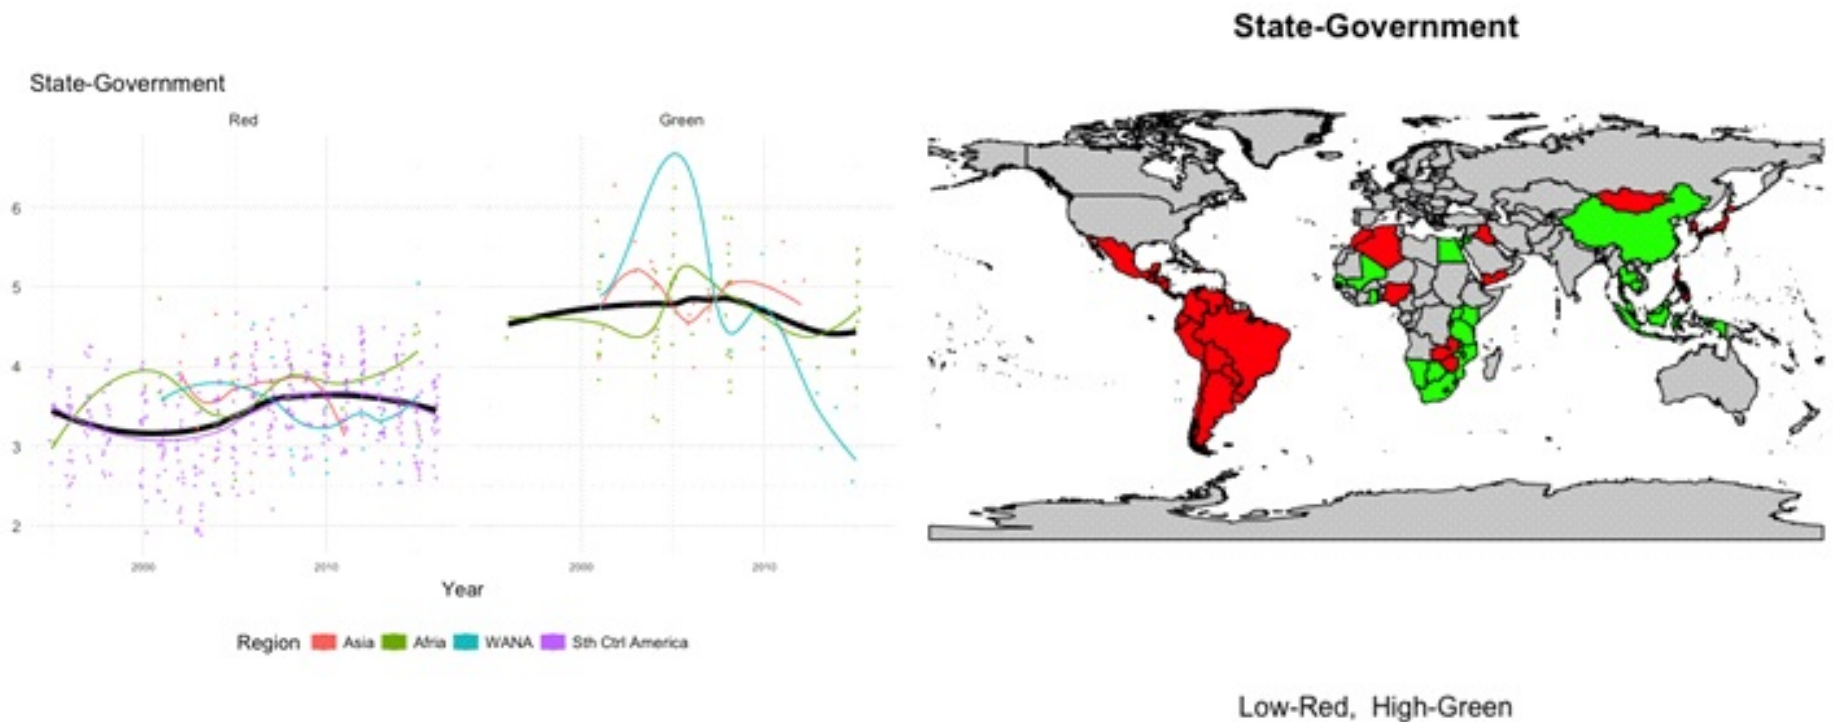 State-Government
Red
Green
6
5
4
3
2
2000
2010
2000
2010
Year
Region Asia Afria WANA Sth Ctrl America
State-Government
Low-Red, High-Green